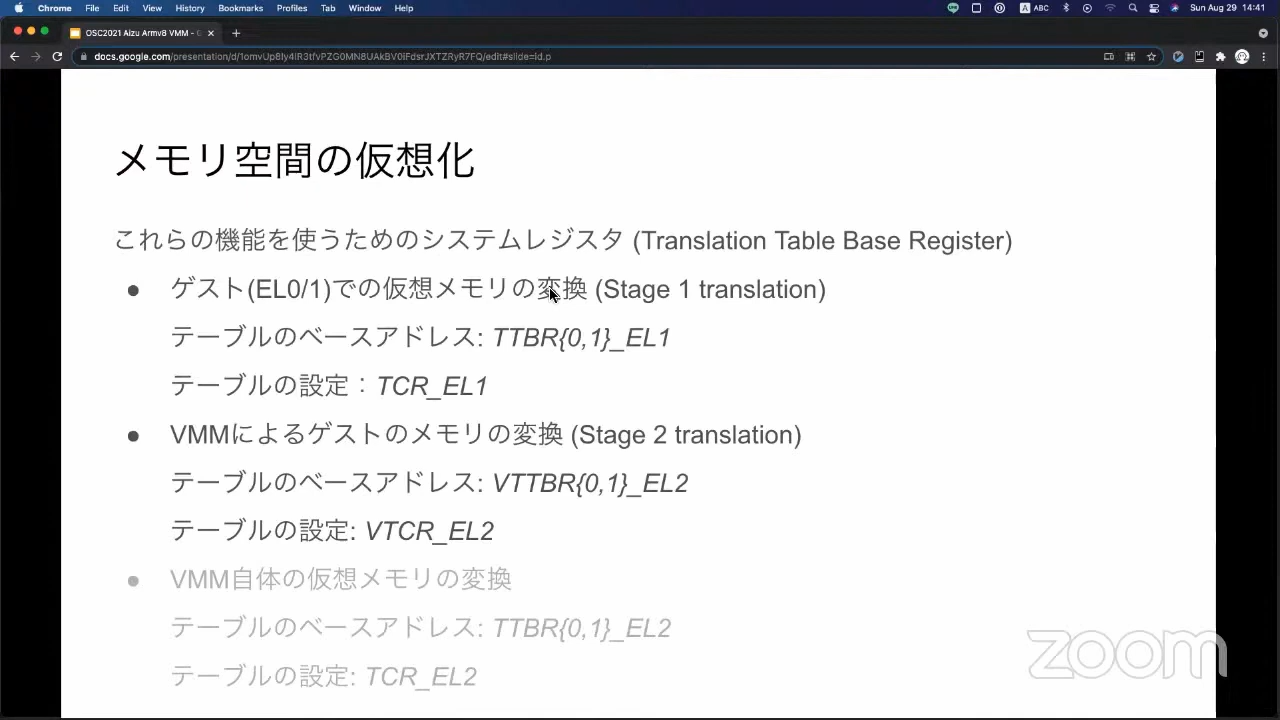 Chrome File Edit View History Bookmarks Profiles Tab Window Help
ABC
Sun Aug 29 14:41
OSC2021 Aizu Armv8 VMM -
docs.google.com/presentation/d/1omvUp8Iy4IR3tfvPZG0MN8UAkBV0iFdsrJXTZRyR7FQ/edit#slide=id.p
メモリ空間の仮想化
これらの機能を使うためのシステムレジスタ (Translation Table Base Register)
● ゲスト(EL0/1)での仮想メモリの変換 (Stage 1 translation)
テーブルのベースアドレス: TTBR{0,1}_EL1
テーブルの設定：TCR_EL1
● VMMによるゲストのメモリの変換 (Stage 2 translation)
テーブルのベースアドレス: VTTBR{0,1}_EL2
テーブルの設定: VTCR_EL2
● VMM自体の仮想メモリの変換
テーブルのベースアドレス: TTBR{0,1}_EL2
テーブルの設定: TCR_EL2
zoom